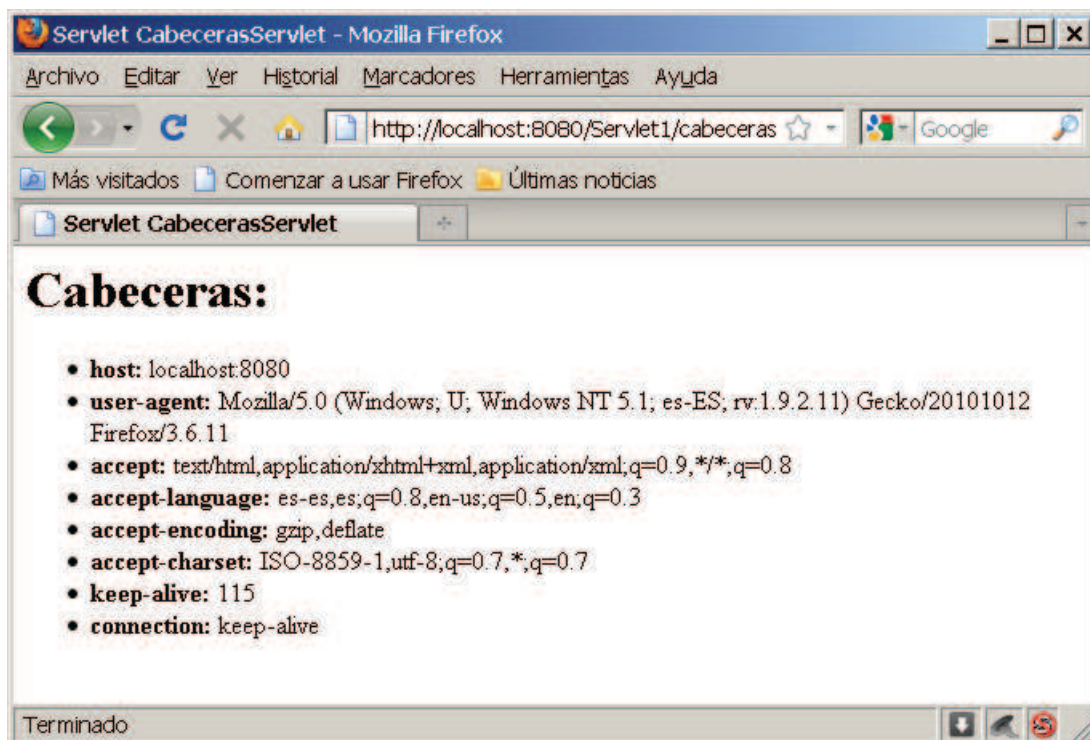 Servlet CabecerasServlet - Mozilla Firefox
Archivo Editar Ver Historial Marcadores Herramientas Ayuda
http://localhost:8080/Servlet1/cabeceras Google
Más visitados Comenzar a usar Firefox Últimas noticias
Servlet CabecerasServlet
Cabeceras:
• host: localhost:8080
• user-agent: Mozilla/5.0 (Windows; U; Windows NT 5.1; es-ES; rv:1.9.2.11) Gecko/20101012
Firefox/3.6.11
• accept: text/html,application/xhtml+xml,application/xml;q=0.9,*/*;q=0.8
• accept-language: es-es,es;q=0.8,en-us;q=0.5,en;q=0.3
• accept-encoding: gzip,deflate
• accept-charset: ISO-8859-1,utf-8;q=0.7,*;q=0.7
• keep-alive: 115
• connection: keep-alive
Terminado